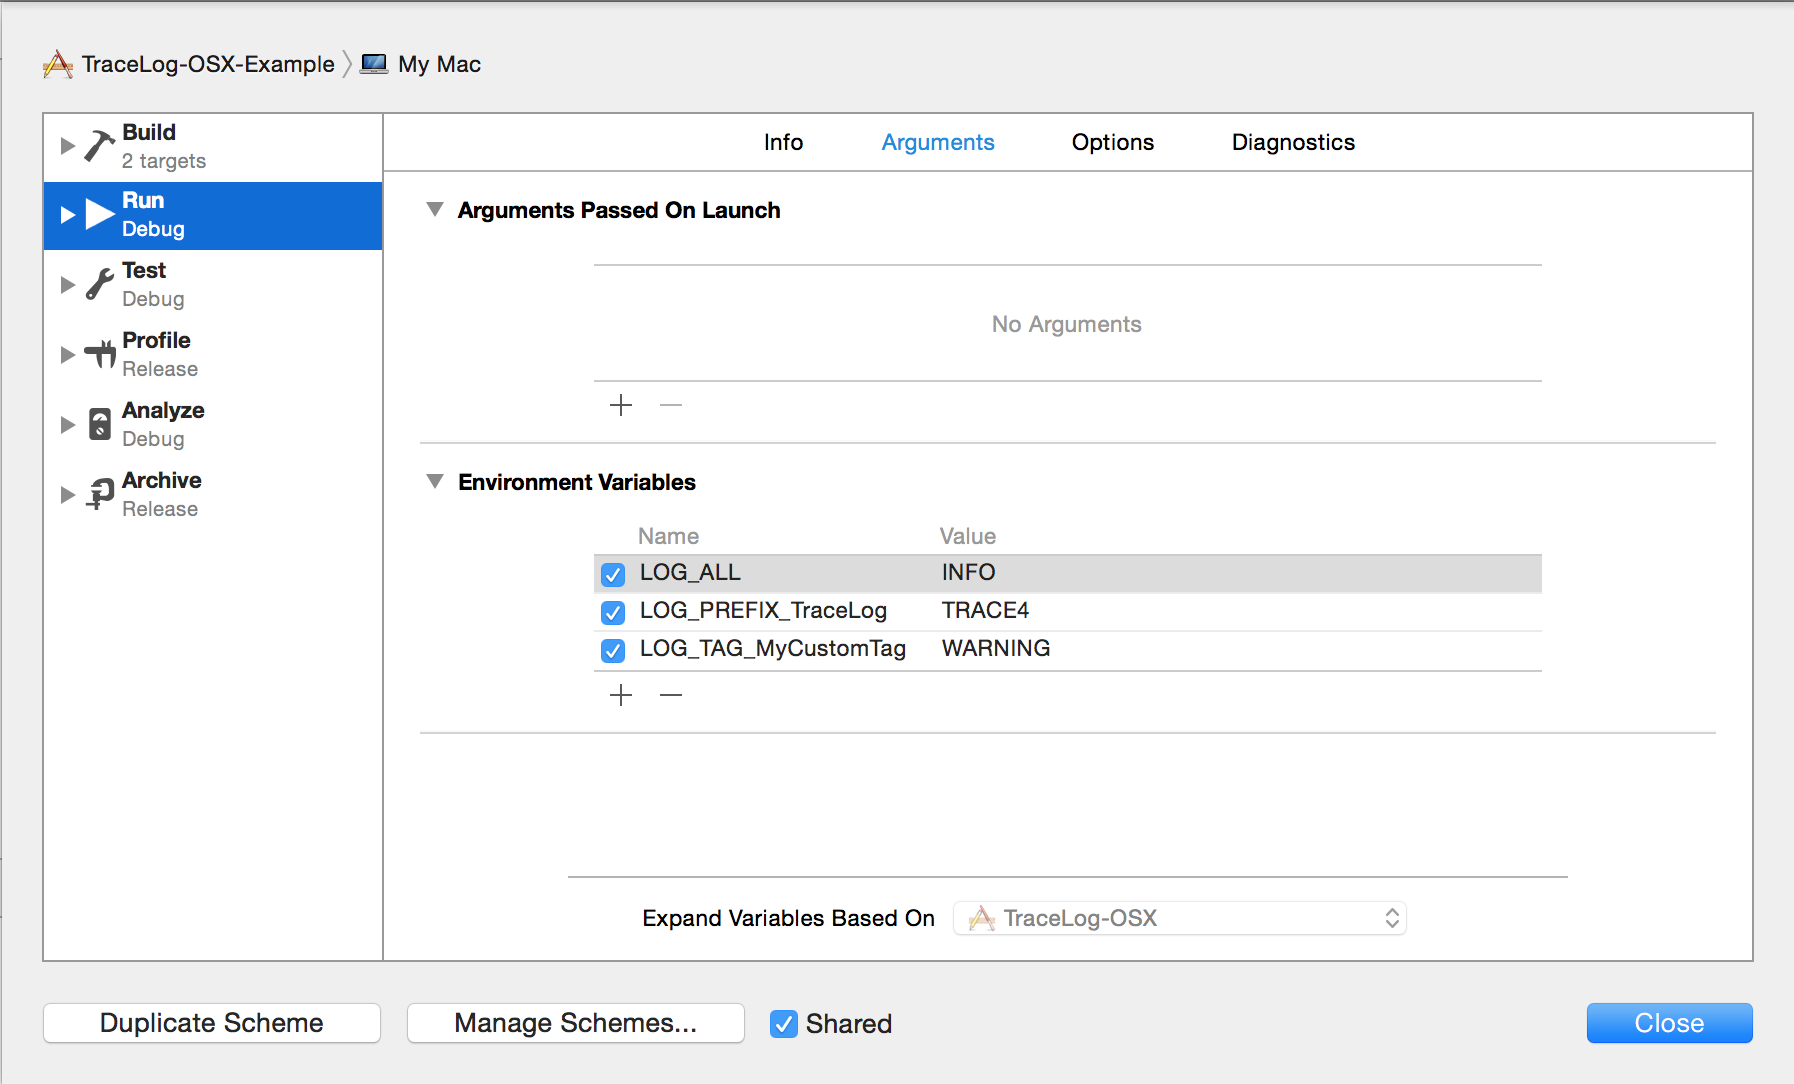 TraceLog-OSX-Example My Mac
Build
2 targets
Run
Debug
Test
Debug
Profile
Release
Analyze
Debug
Archive
Release
Info Arguments Options Diagnostics
Arguments Passed On Launch
No Arguments
Environment Variables
Name Value
LOG_ALL INFO
LOG_PREFIX_TraceLog TRACE4
LOG_TAG_MyCustomTag WARNING
Expand Variables Based On TraceLog-OSX
Duplicate Scheme Manage Schemes... Shared Close